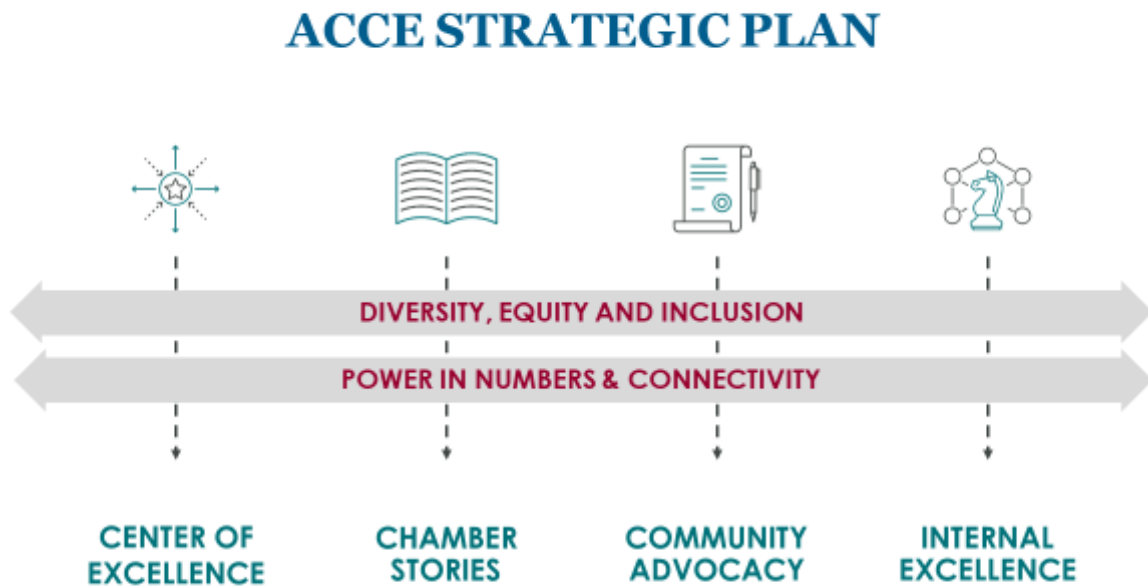 ACCE STRATEGIC PLAN
DIVERSITY, EQUITY AND INCLUSION
POWER IN NUMBERS & CONNECTIVITY
CENTER OF
EXCELLENCE
CHAMBER
STORIES
COMMUNITY
ADVOCACY
INTERNAL
EXCELLENCE